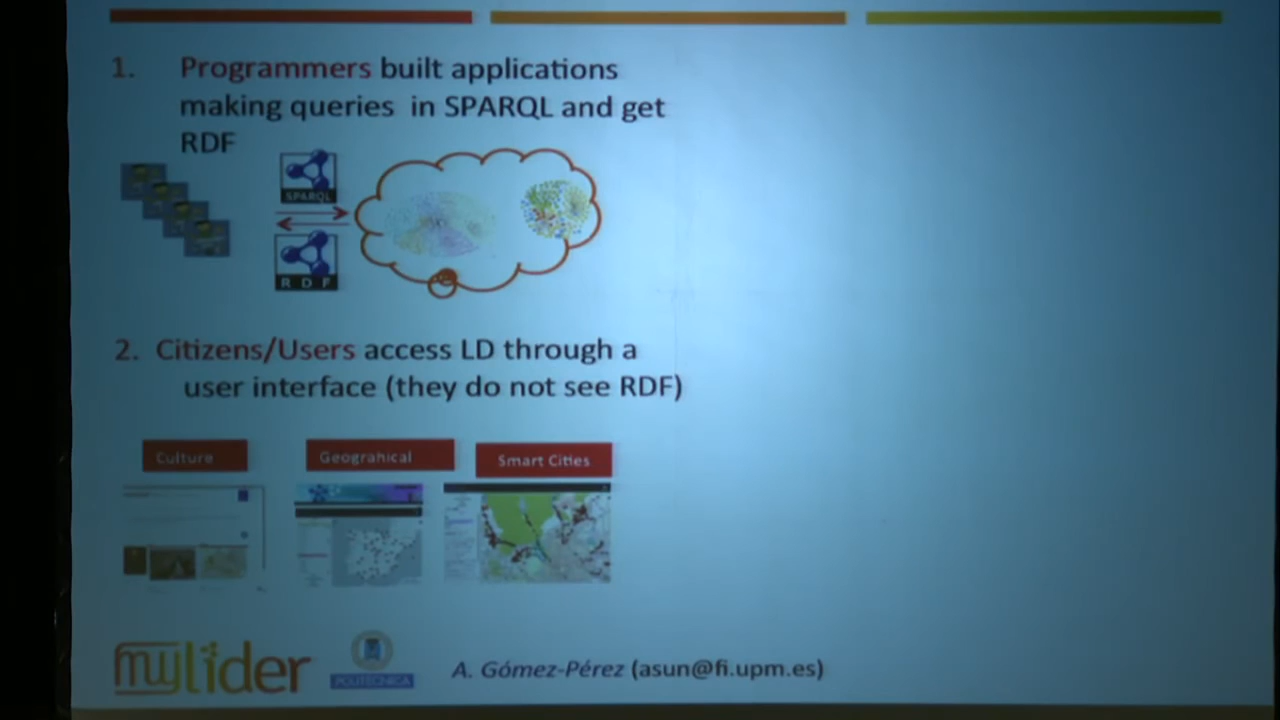 1. Programmers built applications
making queries in SPARQL and get
RDF
SPARQL
RDF
2. Citizens/Users access LD through a
user interface (they do not see RDF)
Culture
Geograhical
Smart Cities
mylider
POLITÉCNICA
A. Gómez-Pérez (asun@fi.upm.es)